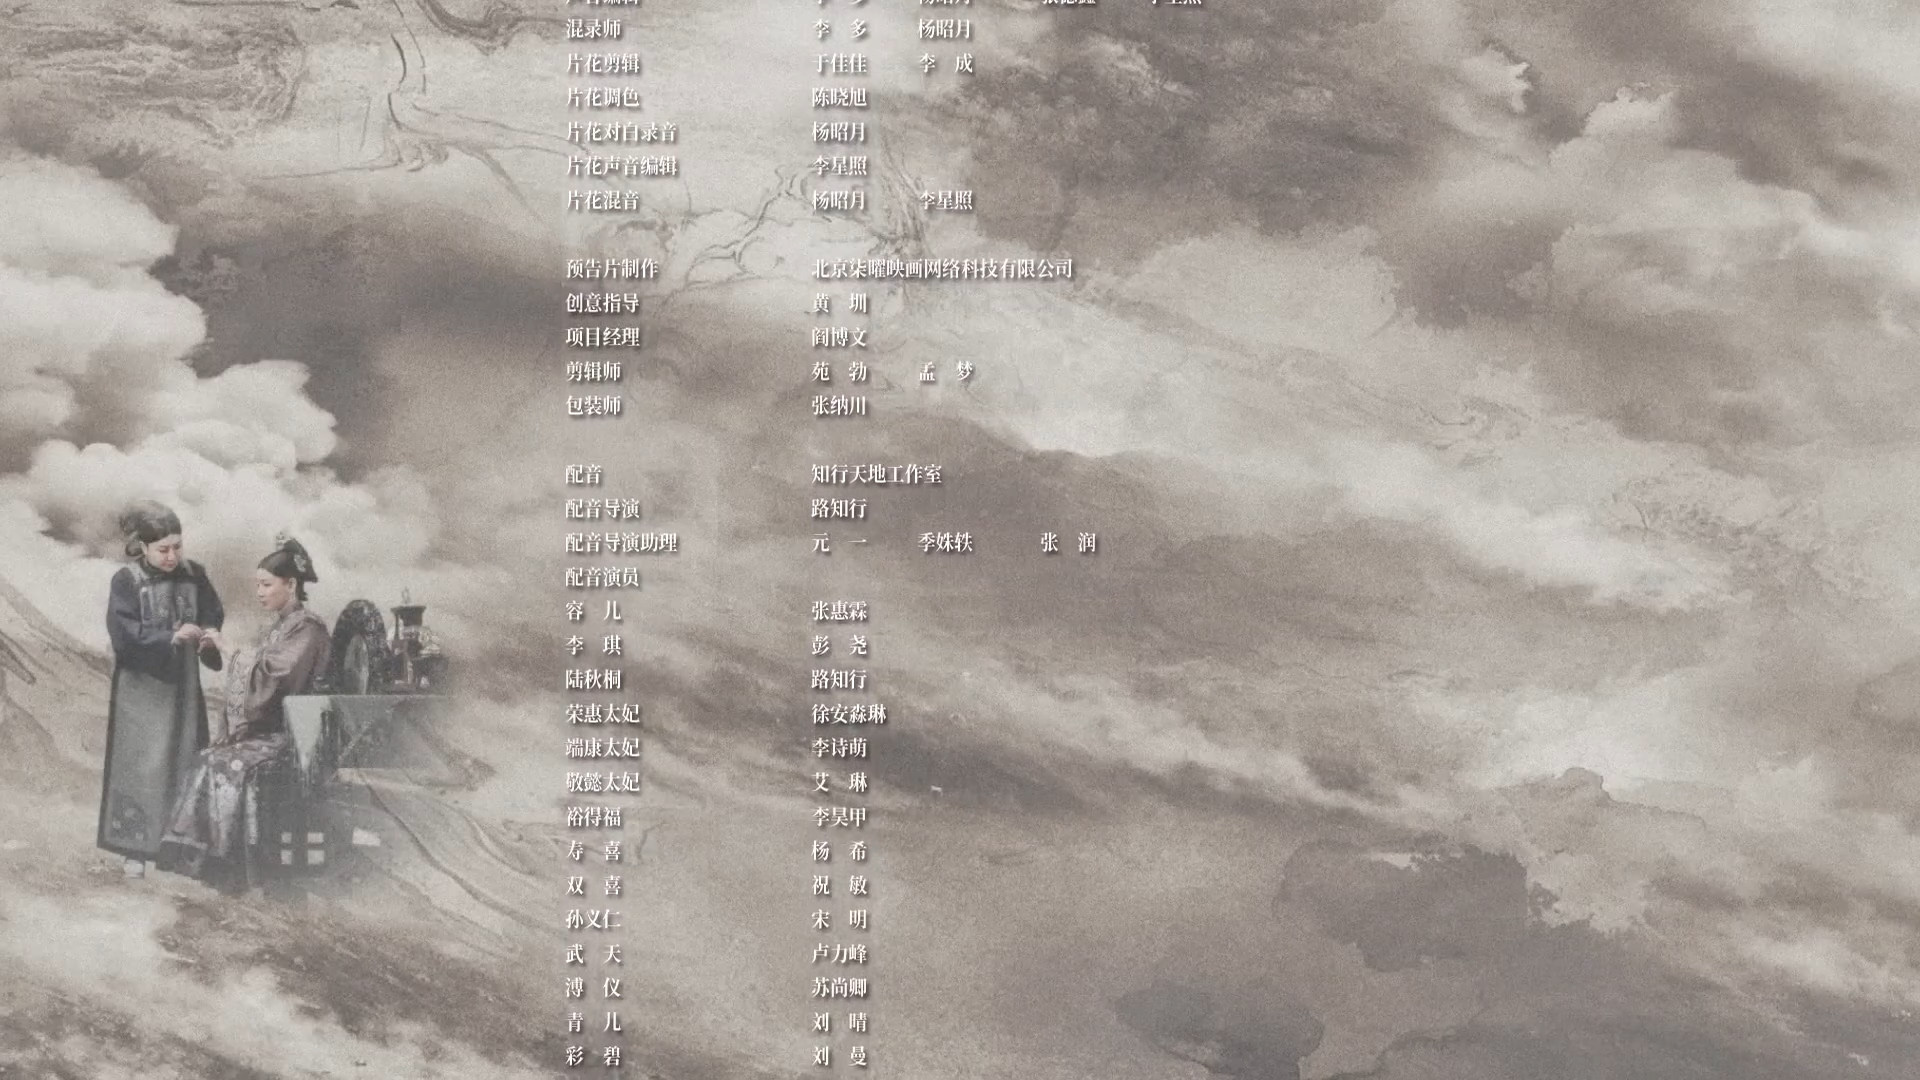 混录师 李 多 杨昭月
片花剪辑 于佳佳 李 成
片花调色 陈晓旭
片花对白录音 杨昭月
片花声音编辑 李星照
片花混音 杨昭月 李星照
预告片制作 北京柒曜映画网络科技有限公司
创意指导 黄 圳
项目经理 阎博文
剪辑师 苑 勃 孟 梦
包装师 张纳川
配音 知行天地工作室
配音导演 路知行
配音导演助理 元 一 季姝轶 张 润
配音演员
容 儿 张惠霖
李 琪 彭 尧
陆秋桐 路知行
荣惠太妃 徐安淼琳
端康太妃 李诗萌
敬懿太妃 艾 琳
裕得福 李昊甲
寿 喜 杨 希
双 喜 祝 敏
孙义仁 宋 明
武 天 卢力峰
溥 仪 苏尚卿
青 儿 刘 晴
彩 碧 刘 曼